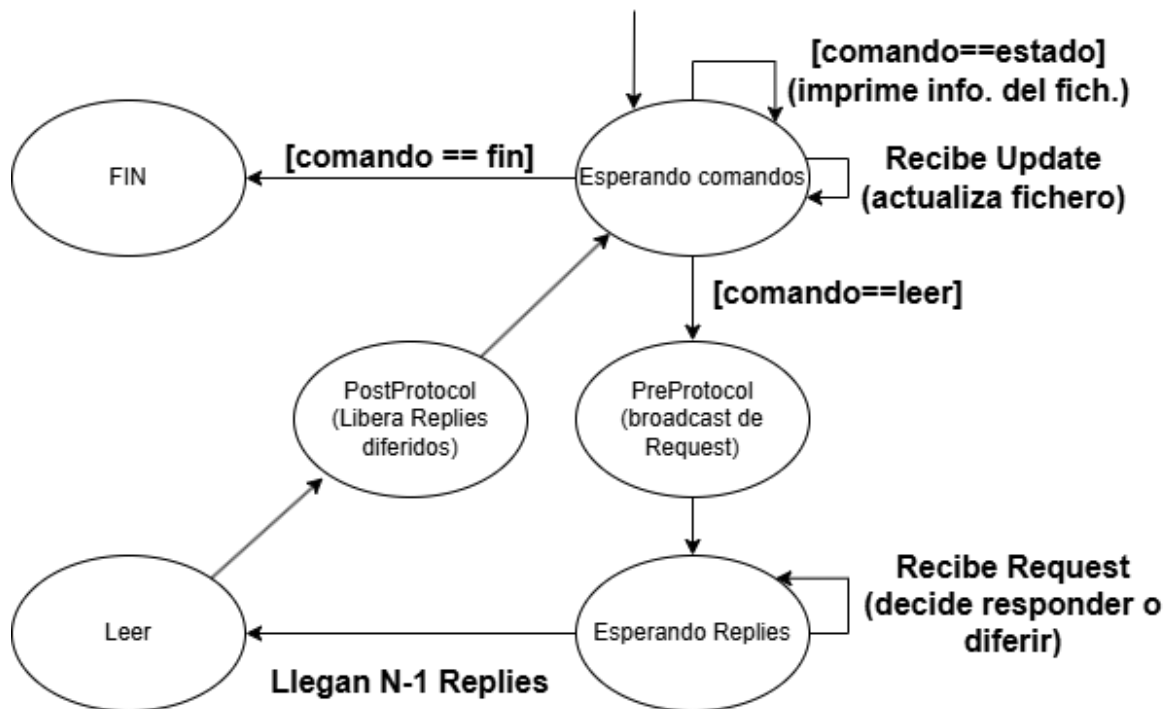 [comando==estado]
(imprime info. del fich.)
[comando == fin]
FIN
Esperando comandos
Recibe Update
(actualiza fichero)
[comando==leer]
PostProtocol
(Libera Replies
diferidos)
PreProtocol
(broadcast de
Request)
Leer
Esperando Replies
Recibe Request
(decide responder o
diferir)
Llegan N-1 Replies